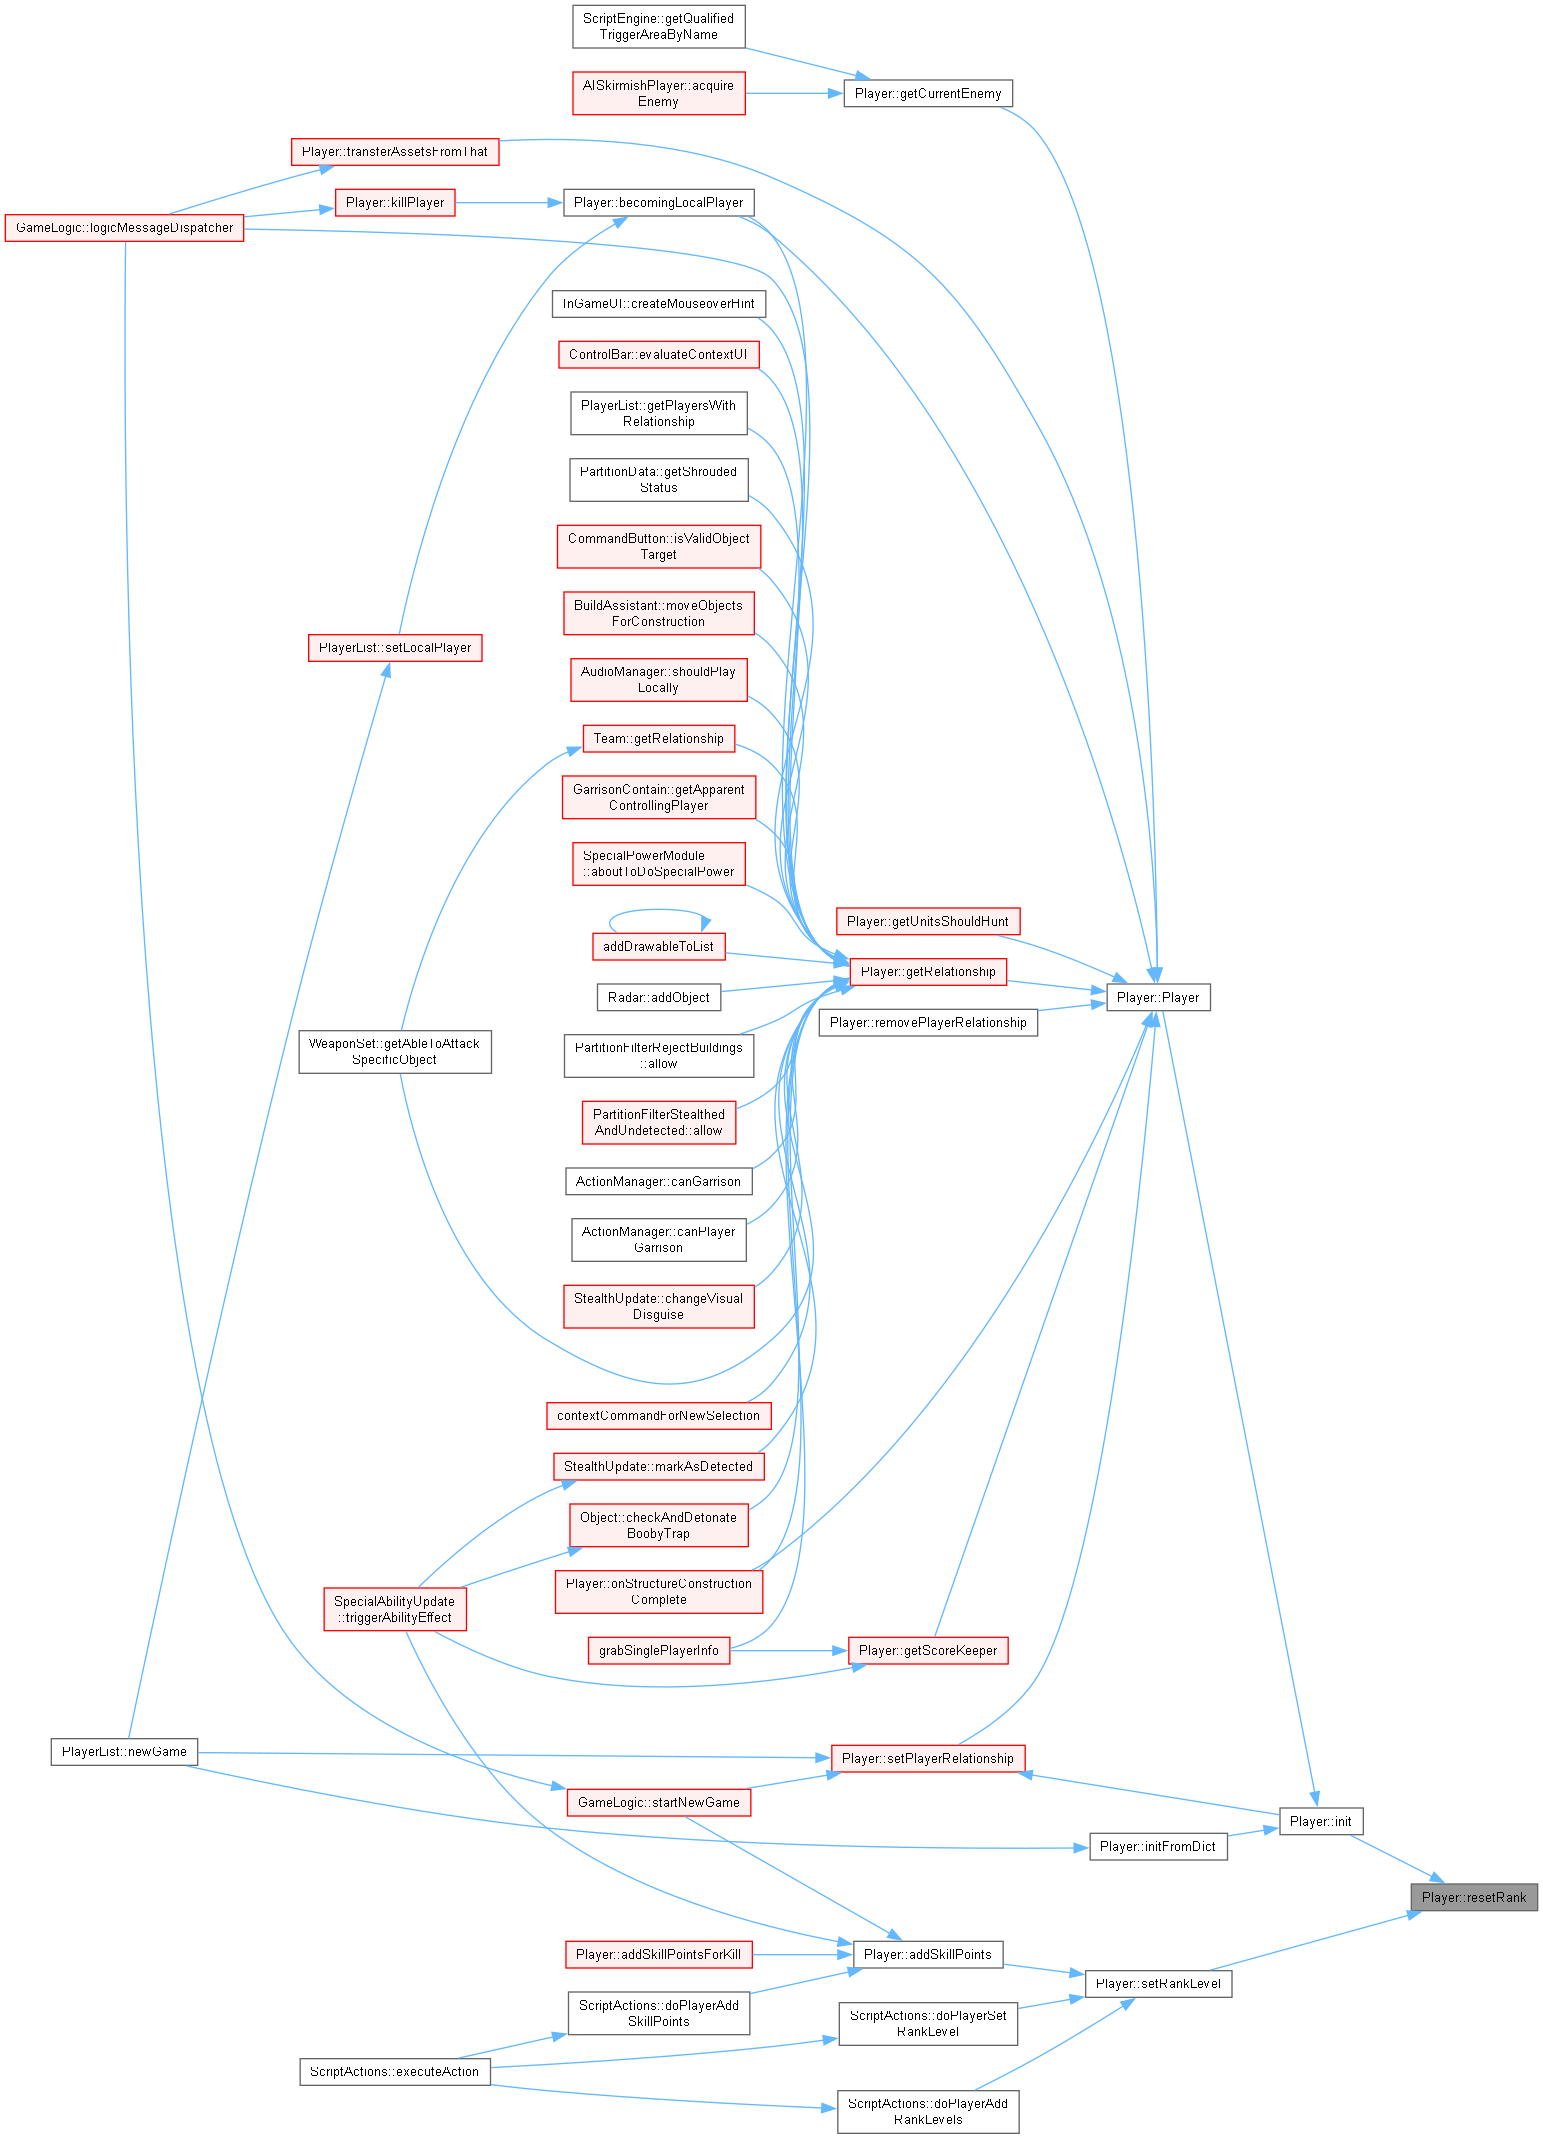 ScriptEngine::getQualified
TriggerAreaByName
AISkirmishPlayer::acquire
Enemy
Player::getCurrentEnemy
Player::transferAssetsFromThat
Player::killPlayer
Player::becomingLocalPlayer
GameLogic::logicMessageDispatcher
InGameUI::createMouseoverHint
ControlBar::evaluateContextUI
PlayerList::getPlayersWith
Relationship
PartitionData::getShrouded
Status
CommandButton::isValidObject
Target
BuildAssistant::moveObjects
ForConstruction
PlayerList::setLocalPlayer
AudioManager::shouldPlay
Locally
Team::getRelationship
GarrisonContain::getApparent
ControllingPlayer
SpecialPowerModule
::aboutToDoSpecialPower
Player::getUnitsShouldHunt
addDrawableToList
Player::getRelationship
Radar::addObject
Player::Player
Player::removePlayerRelationship
WeaponSet::getAbleToAttack
SpecificObject
PartitionFilterRejectBuildings
::allow
PartitionFilterStealthed
AndUndetected::allow
ActionManager::canGarrison
ActionManager::canPlayer
Garrison
StealthUpdate::changeVisual
Disguise
contextCommandForNewSelection
StealthUpdate::markAsDetected
Object::checkAndDetonate
BoobyTrap
Player::onStructureConstruction
Complete
SpecialAbilityUpdate
::triggerAbilityEffect
grabSinglePlayerInfo
Player::getScoreKeeper
PlayerList::newGame
Player::setPlayerRelationship
GameLogic::startNewGame
Player::init
Player::initFromDict
Player::resetRank
Player::addSkillPointsForKill
Player::addSkillPoints
Player::setRankLevel
ScriptActions::doPlayerAdd
SkillPoints
ScriptActions::doPlayerSet
RankLevel
ScriptActions::executeAction
ScriptActions::doPlayerAdd
RankLevels